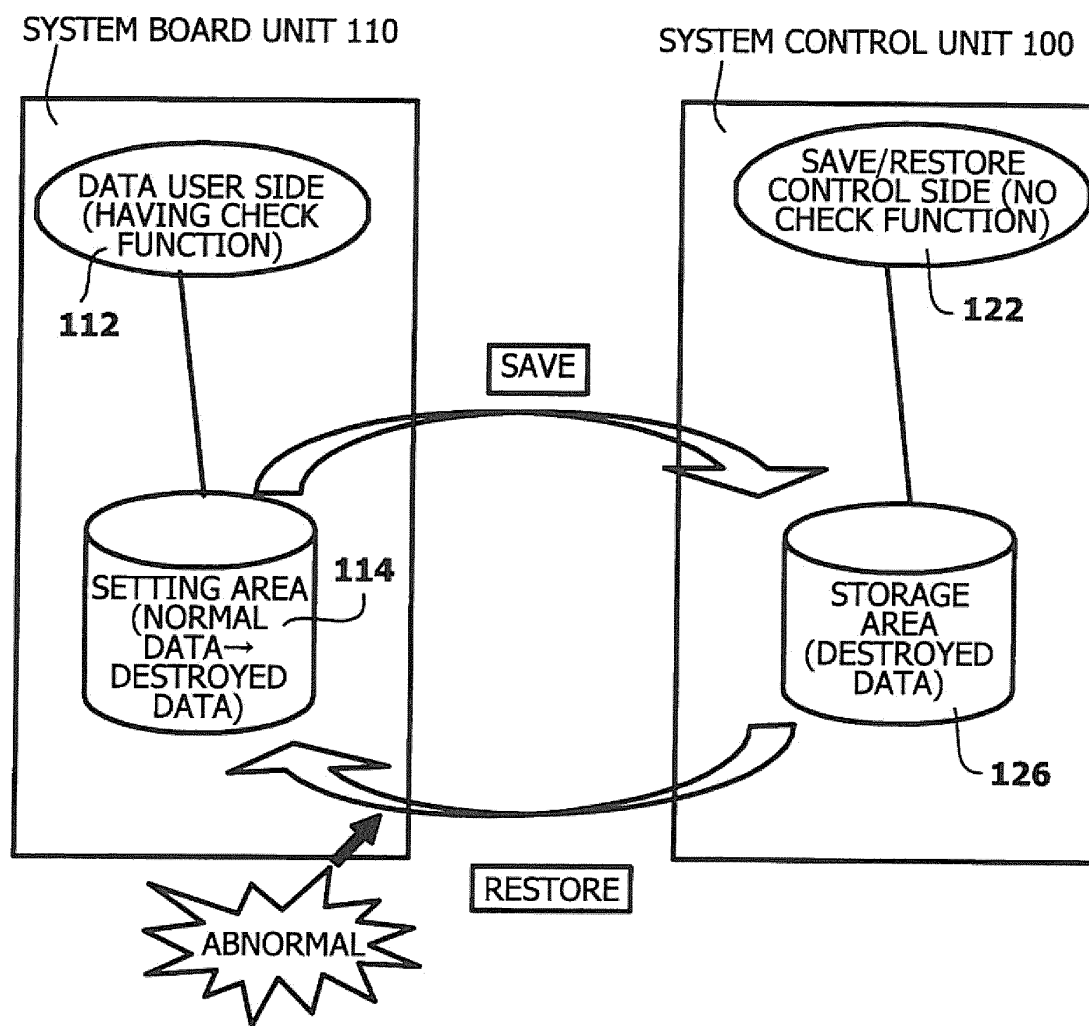 SYSTEM BOARD UNIT 110
SYSTEM CONTROL UNIT 100
DATA USER SIDE
(HAVING CHECK
FUNCTION)
112
SAVE/RESTORE
CONTROL SIDE (NO
CHECK FUNCTION)
122
SAVE
SETTING AREA
(NORMAL
DATA→
DESTROYED
DATA)
114
STORAGE
AREA
(DESTROYED
DATA)
126
RESTORE
ABNORMAL